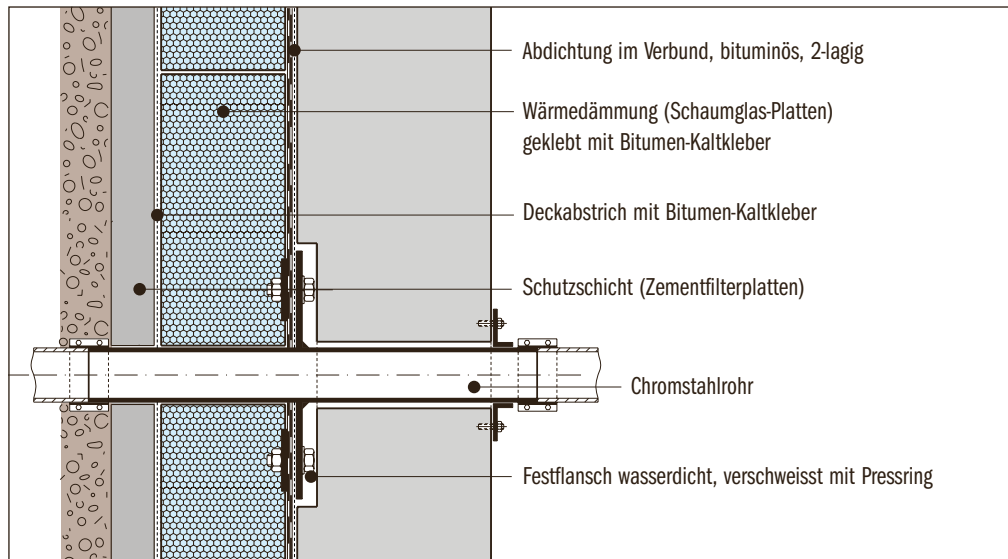 Abdichtung im Verbund, bituminös, 2-lagig
Wärmedämmung (Schaumglas-Platten)
geklebt mit Bitumen-Kaltkleber
Deckabstrich mit Bitumen-Kaltkleber
Schutzschicht (Zementfilterplatten)
Chromstahlrohr
Festflansch wasserdicht, verschweisst mit Pressring